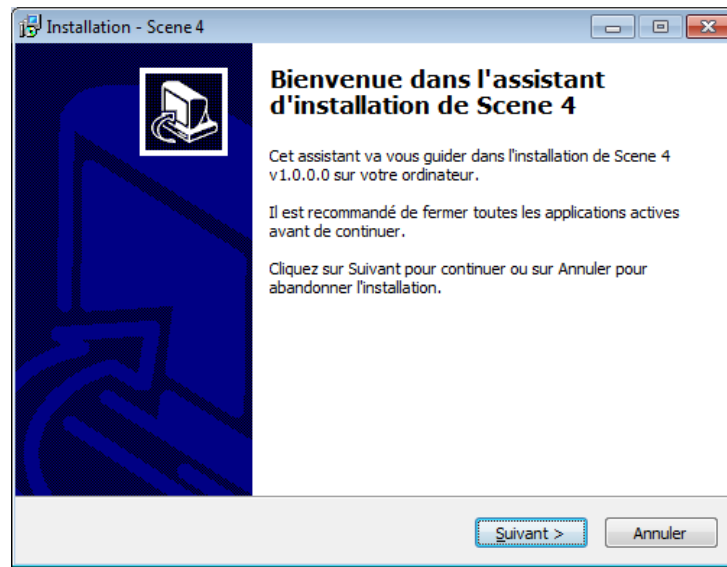 Installation - Scene 4
Bienvenue dans l'assistant
d'installation de Scene 4
Cet assistant va vous guider dans l'installation de Scene 4
v1.0.0.0 sur votre ordinateur.
Il est recommandé de fermer toutes les applications actives
avant de continuer.
Cliquez sur Suivant pour continuer ou sur Annuler pour
abandonner l'installation.
Suivant >
Annuler